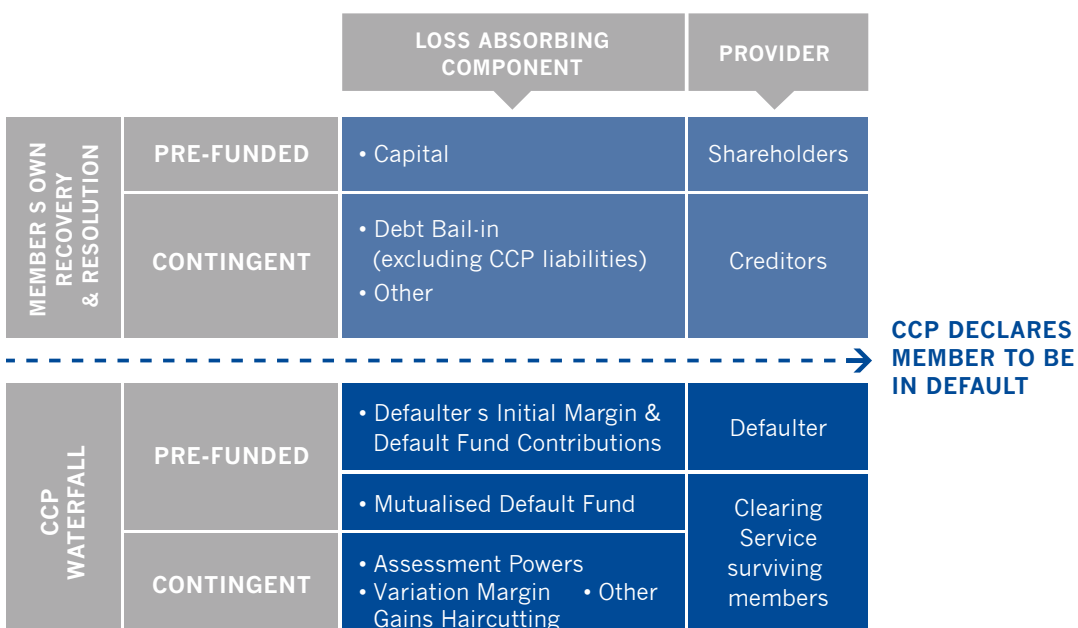 LOSS ABSORBING
COMPONENT
PROVIDER
MEMBER S OWN
RECOVERY
& RESOLUTION
PRE-FUNDED
• Capital
Shareholders
CONTINGENT
• Debt Bail-in
(excluding CCP liabilities)
• Other
Creditors
CCP DECLARES
MEMBER TO BE
IN DEFAULT
CCP
WATERFALL
PRE-FUNDED
• Defaulter s Initial Margin &
Default Fund Contributions
Defaulter
• Mutualised Default Fund
Clearing
Service
surviving
members
CONTINGENT
• Assessment Powers
• Variation Margin • Other
Gains Haircutting